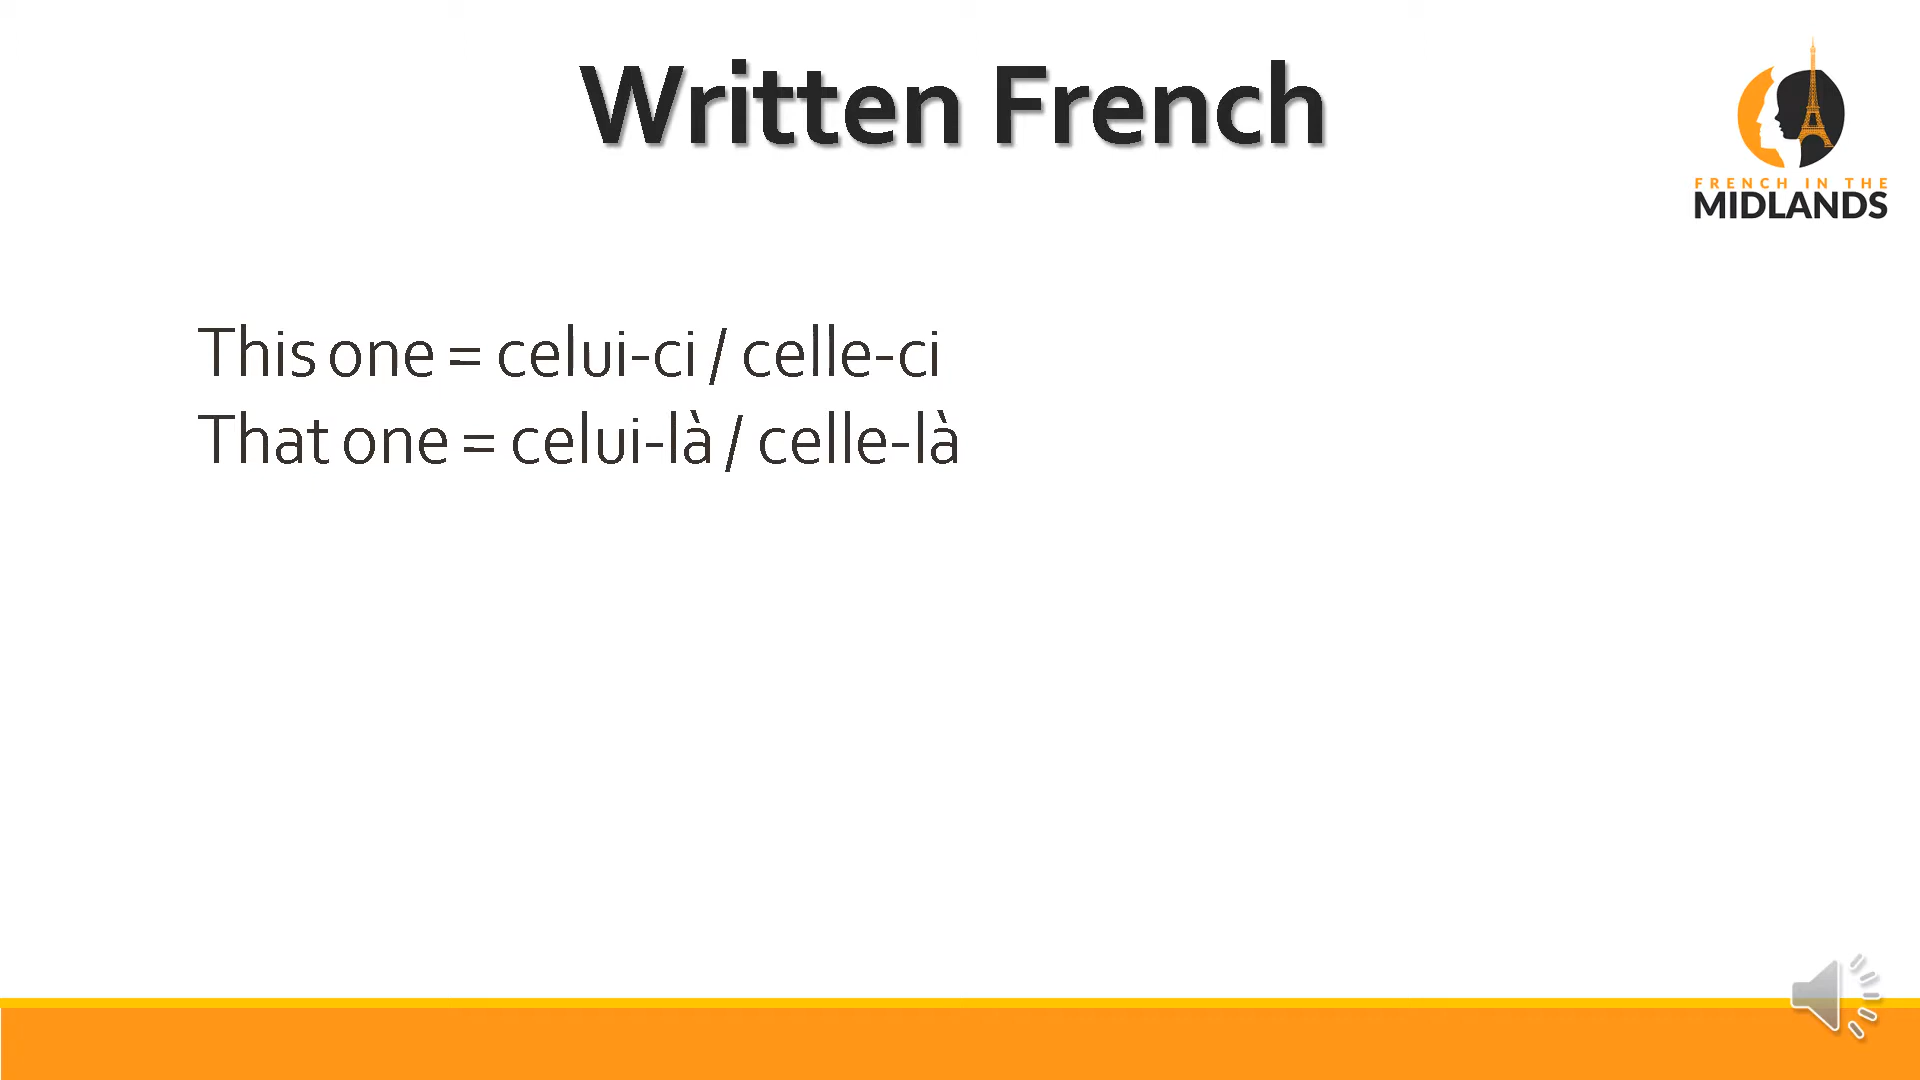 Written French
FRENCH IN THE
MIDLANDS
This one = celui-ci / celle-ci
That one = celui-là / celle-là